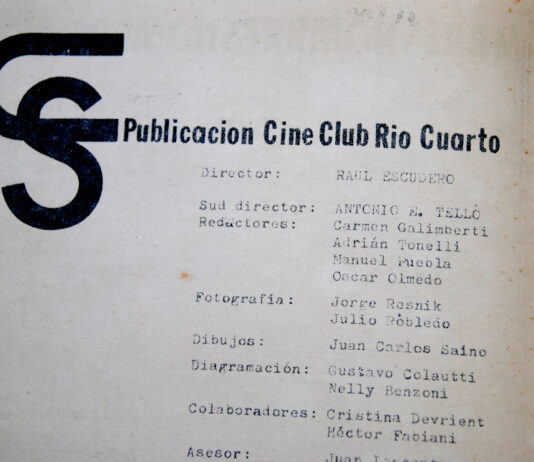 Publicacion Cine Club Rio Cuarto
Director: RAUL ESCUDERO
Sud director: ANTONIO E. TELLO
Redactores: Carmen Galimberti
Adrián Tonelli
Manuel Puebla
Oscar Olmedo
Fotografia: Jorge Resnik
Julio Robledo
Dibujos: Juan Carlos Saino
Diagramación: Gustavo Colautti
Nelly Benzoni
Colaboradores: Cristina Devrient
Héctor Fabiani
Asesor: Juan